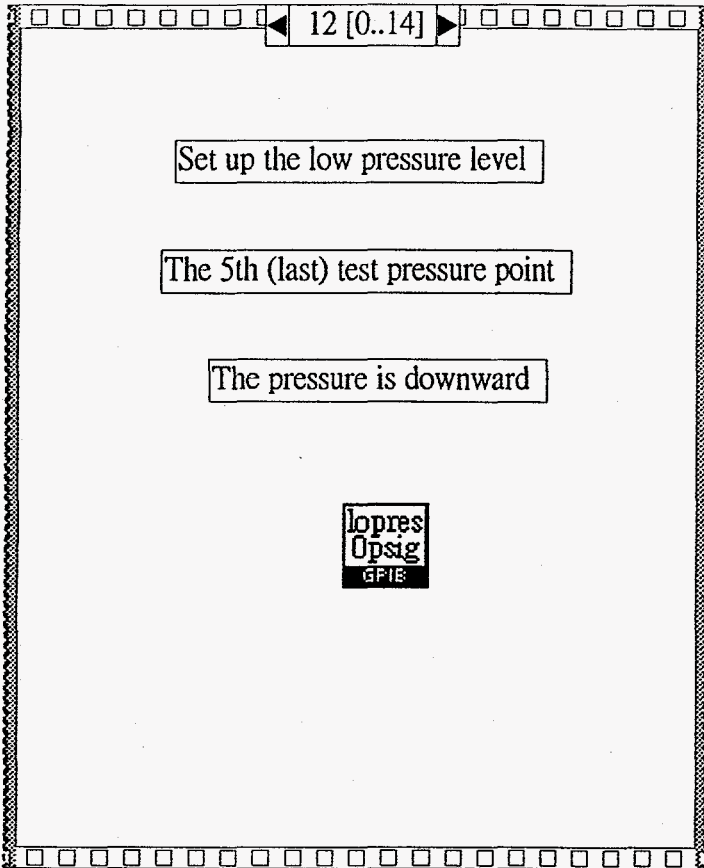 12 [0..14]
Set up the low pressure level
The 5th (last) test pressure point
The pressure is downward
lopres
0psig
GPIB